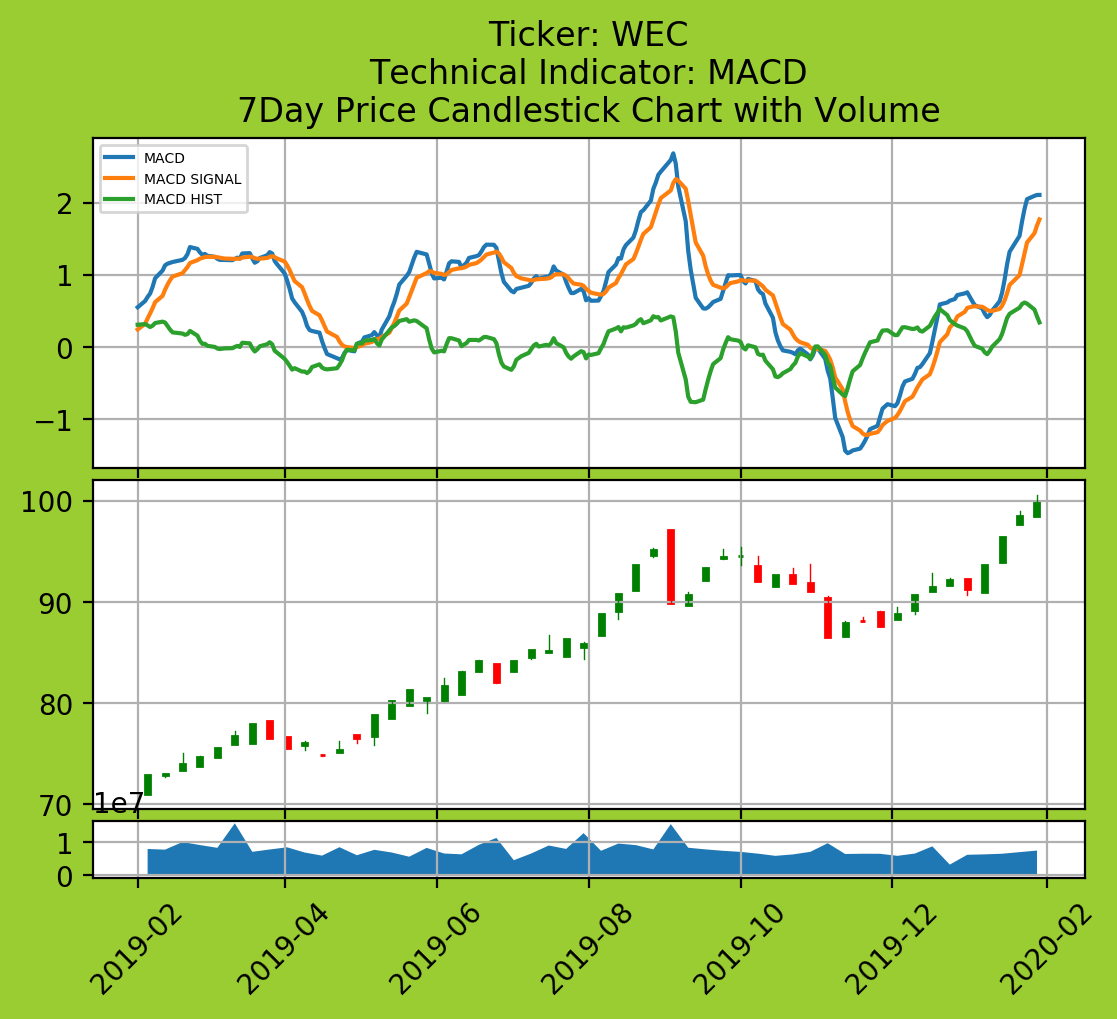 Ticker: WEC
Technical Indicator: MACD
7Day Price Candlestick Chart with Volume
MACD
MACD SIGNAL
MACD HIST
2
1
0
−1
100
90
80
70
1e7
1
0
2019-02
2019-04
2019-06
2019-08
2019-10
2019-12
2020-02